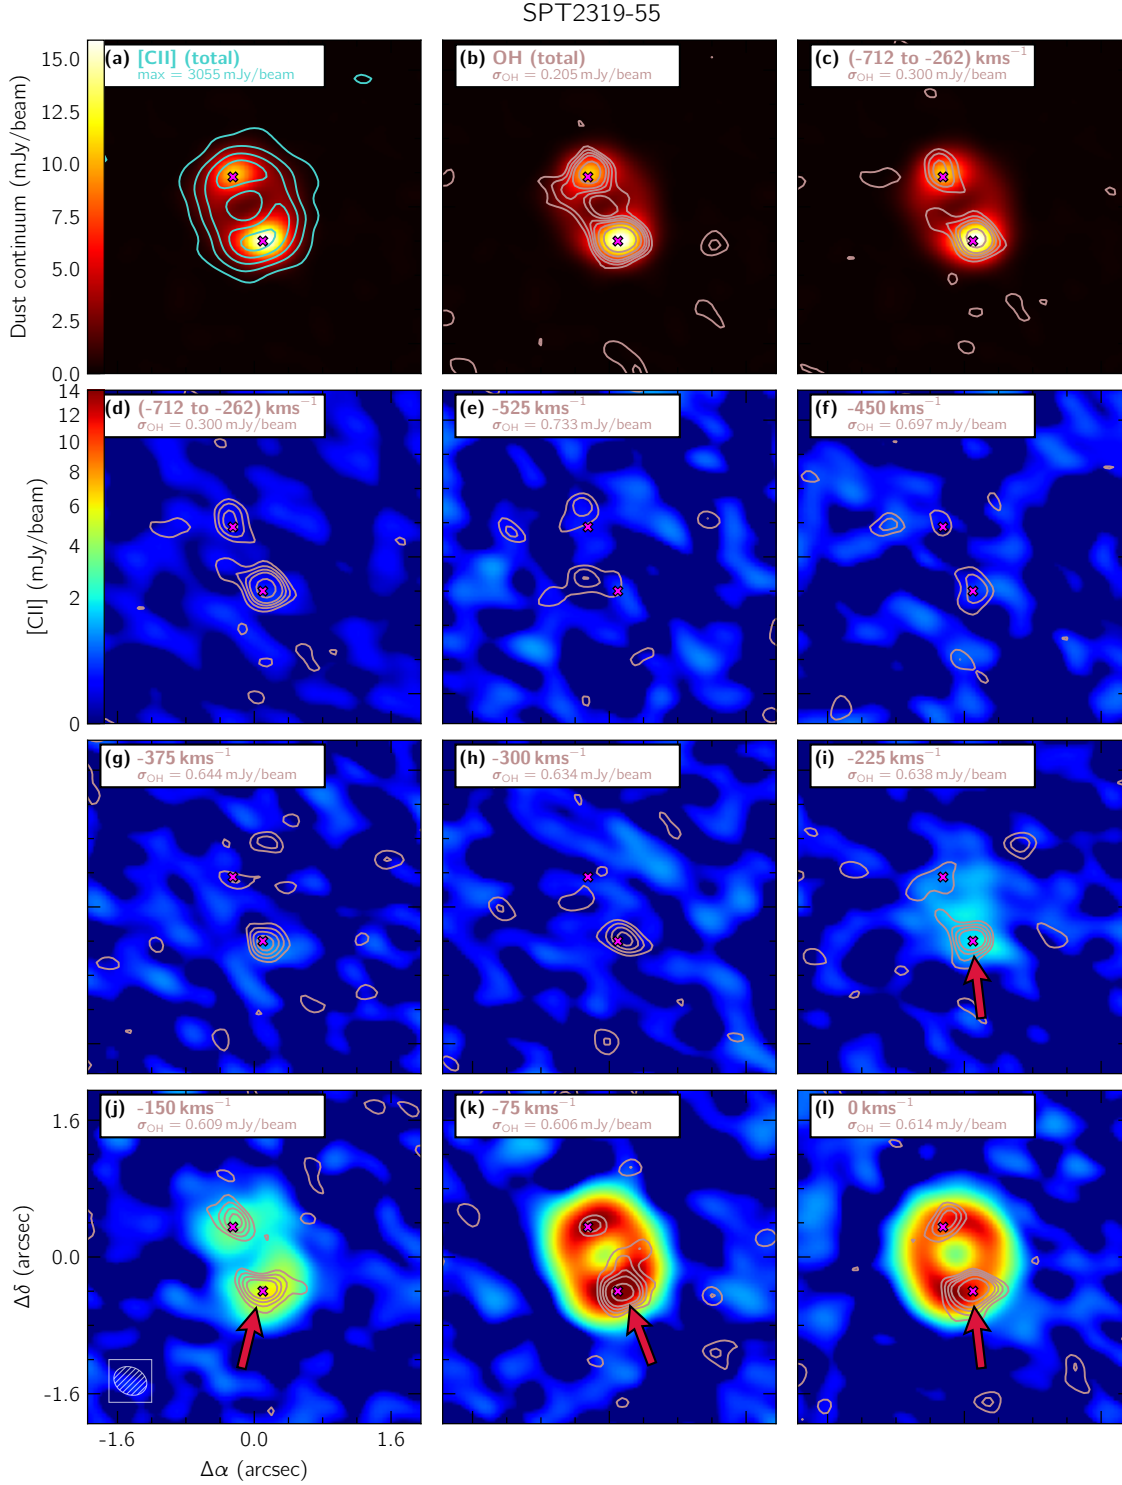 SPT2319-55
(a) [CII] (total)
max = 3055 mJy/beam
(b) OH (total)
σOH = 0.205 mJy/beam
(c) (-712 to -262) kms⁻¹
σOH = 0.300 mJy/beam
15.0
12.5
10.0
7.5
5.0
2.5
0.0
Dust continuum (mJy/beam)
(d) (-712 to -262) kms⁻¹
σOH = 0.300 mJy/beam
(e) -525 kms⁻¹
σOH = 0.733 mJy/beam
(f) -450 kms⁻¹
σOH = 0.697 mJy/beam
14
12
10
8
6
4
2
0
[CII] (mJy/beam)
(g) -375 kms⁻¹
σOH = 0.644 mJy/beam
(h) -300 kms⁻¹
σOH = 0.634 mJy/beam
(i) -225 kms⁻¹
σOH = 0.638 mJy/beam
(j) -150 kms⁻¹
σOH = 0.609 mJy/beam
(k) -75 kms⁻¹
σOH = 0.606 mJy/beam
(l) 0 kms⁻¹
σOH = 0.614 mJy/beam
1.6
0.0
-1.6
Δδ (arcsec)
-1.6 0.0 1.6
Δα (arcsec)